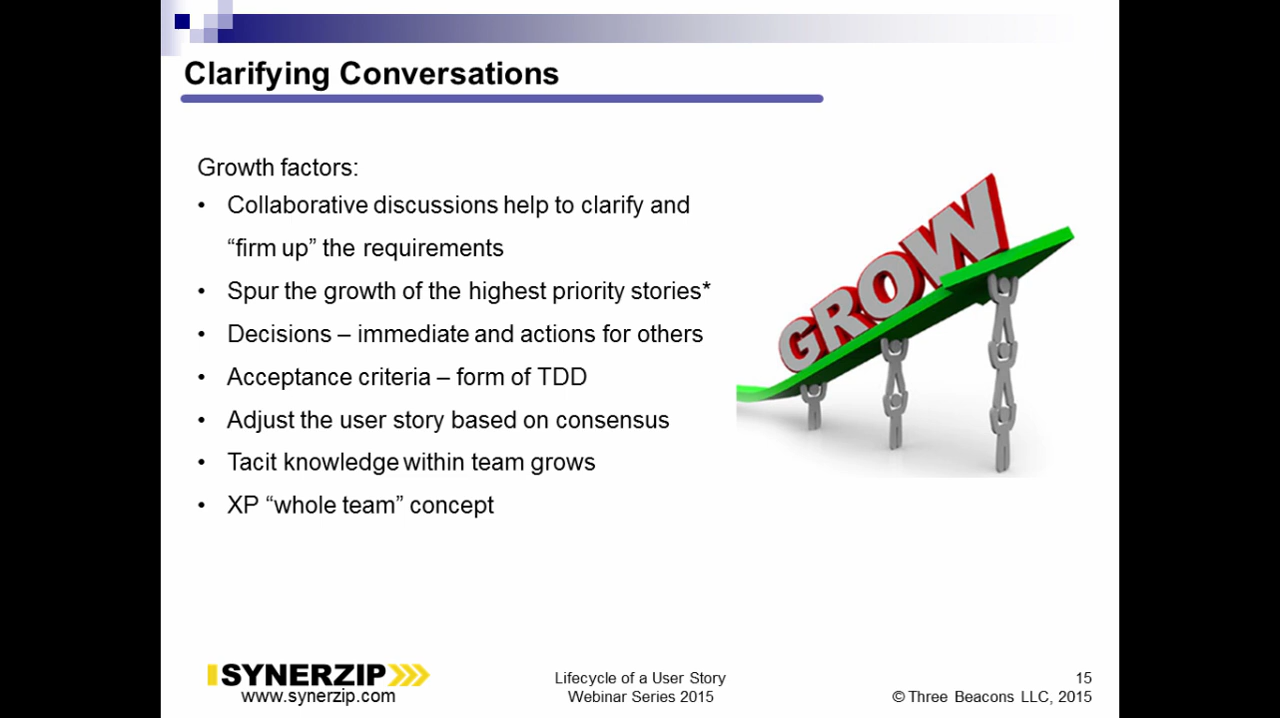 Clarifying Conversations
Growth factors:
• Collaborative discussions help to clarify and
“firm up” the requirements
• Spur the growth of the highest priority stories*
• Decisions – immediate and actions for others
• Acceptance criteria – form of TDD
• Adjust the user story based on consensus
• Tacit knowledge within team grows
• XP “whole team” concept
GROW
SYNERZIP
www.synerzip.com
Lifecycle of a User Story
Webinar Series 2015
15
© Three Beacons LLC, 2015